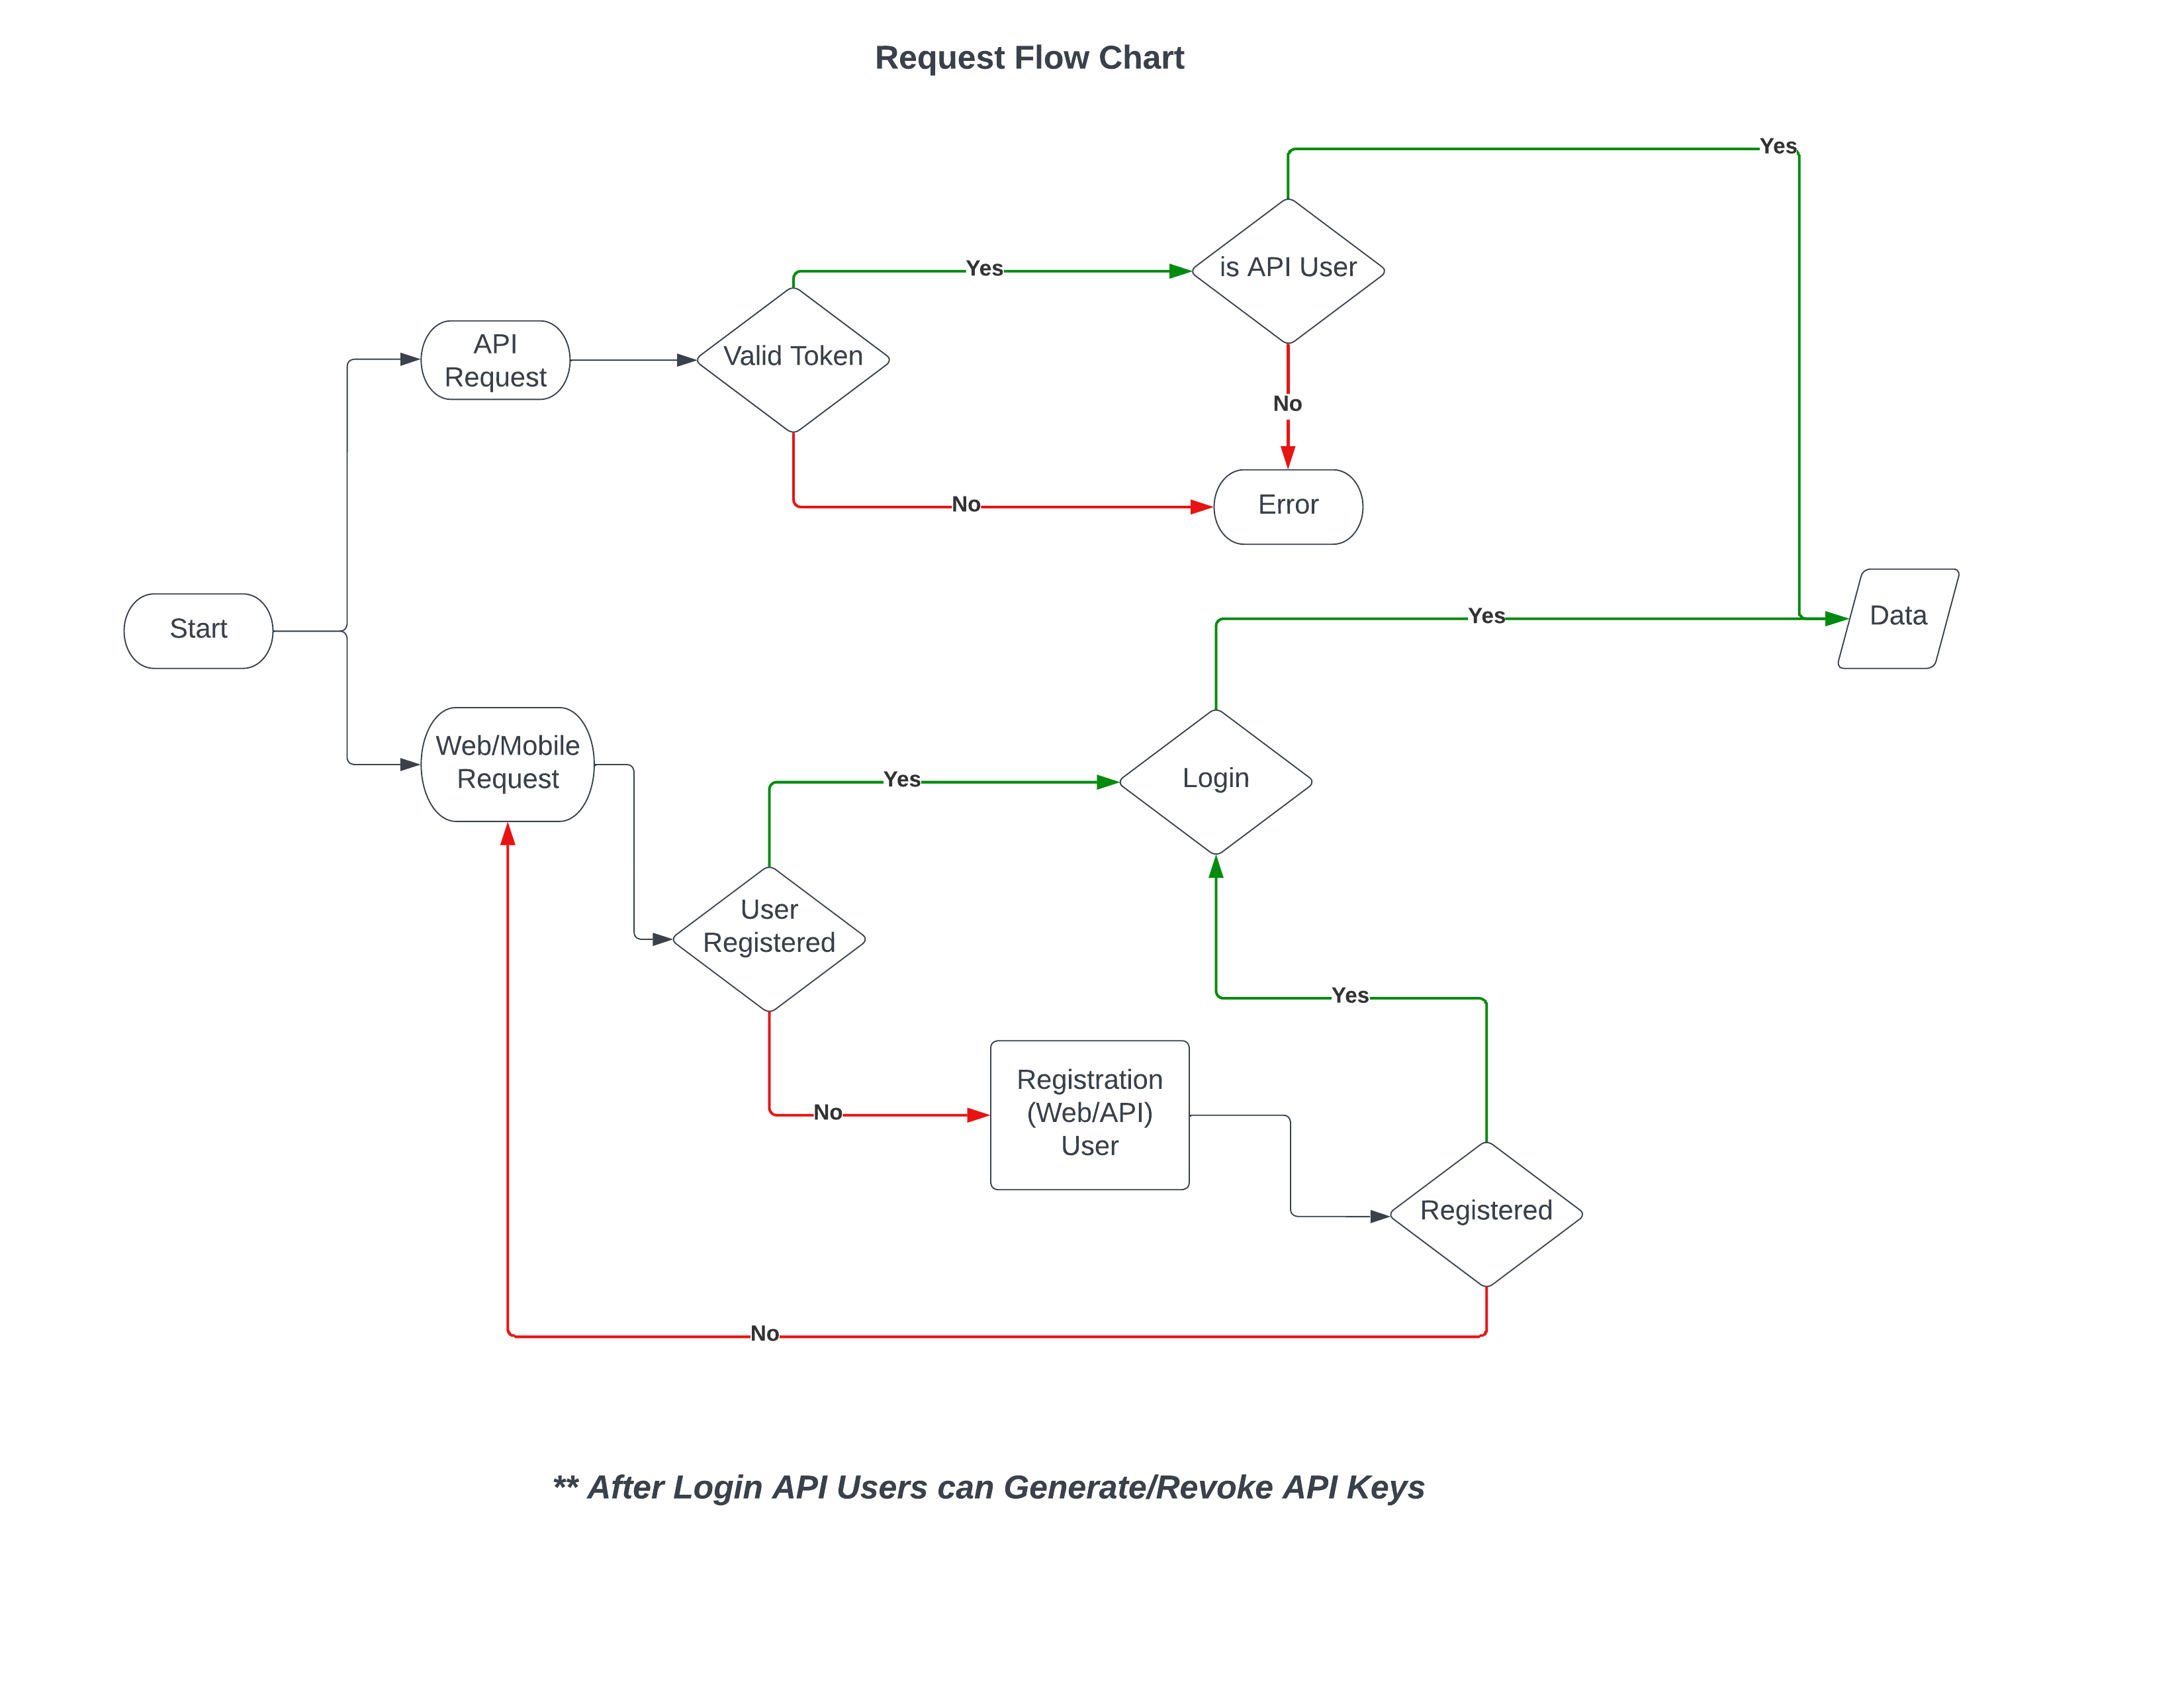 Request Flow Chart
Yes
is API User
Yes
API
Request
Valid Token
No
Error
No
Start
Data
Yes
Web/Mobile
Request
Login
Yes
User
Registered
Yes
Registration
(Web/API)
User
No
Registered
No
** After Login API Users can Generate/Revoke API Keys